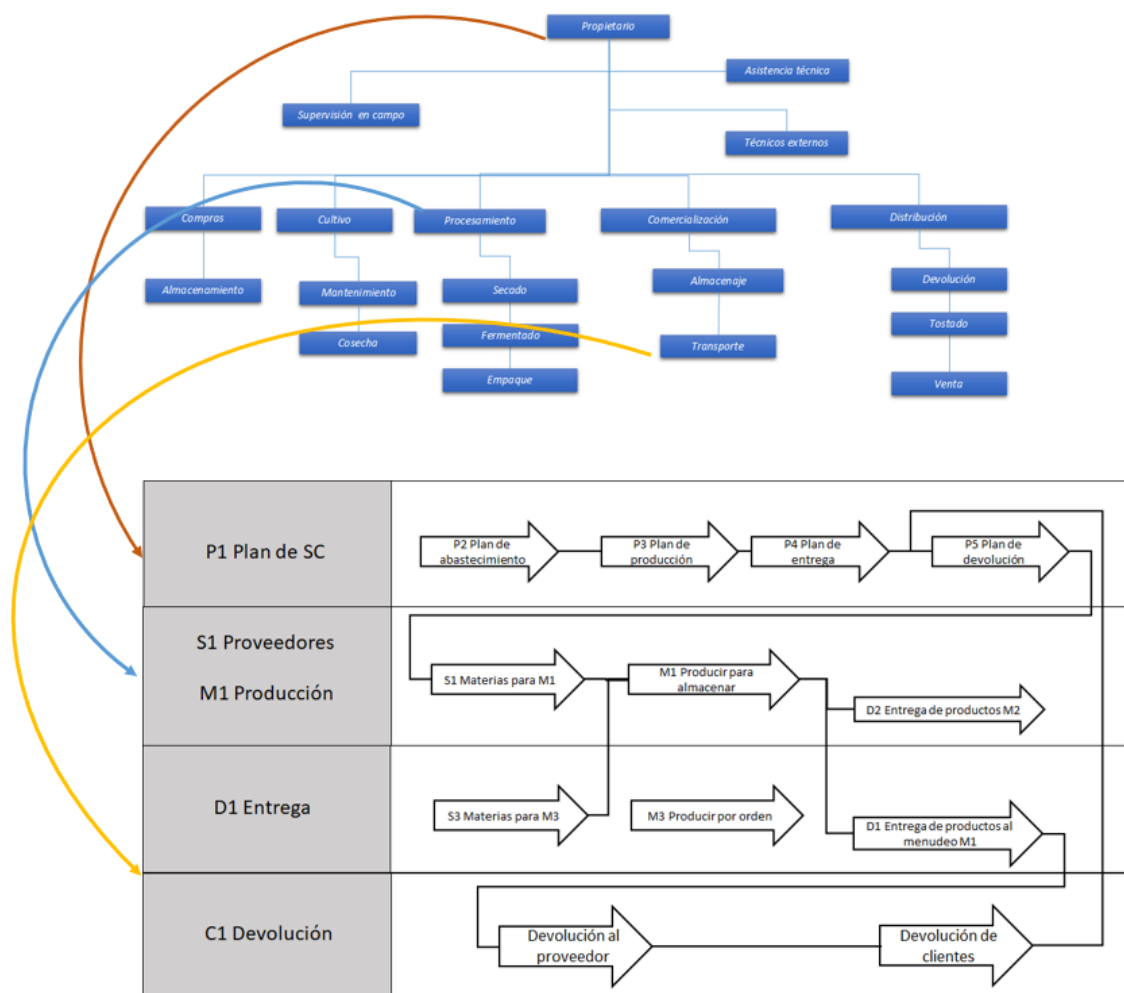 Propietario
Asistencia técnica
Supervisión en campo
Técnicos externos
Compras
Cultivo
Procesamiento
Comercialización
Distribución
Almacenamiento
Mantenimiento
Secado
Almacenaje
Devolución
Cosecha
Fermentado
Transporte
Tostado
Empaque
Venta
P1 Plan de SC
P2 Plan de
abastecimiento
P3 Plan de
producción
P4 Plan de
entrega
P5 Plan de
devolución
S1 Proveedores
M1 Producción
S1 Materias para M1
M1 Producir para
almacenar
D2 Entrega de productos M2
D1 Entrega
S3 Materias para M3
M3 Producir por orden
D1 Entrega de productos al
menudeo M1
C1 Devolución
Devolución al
proveedor
Devolución de
clientes